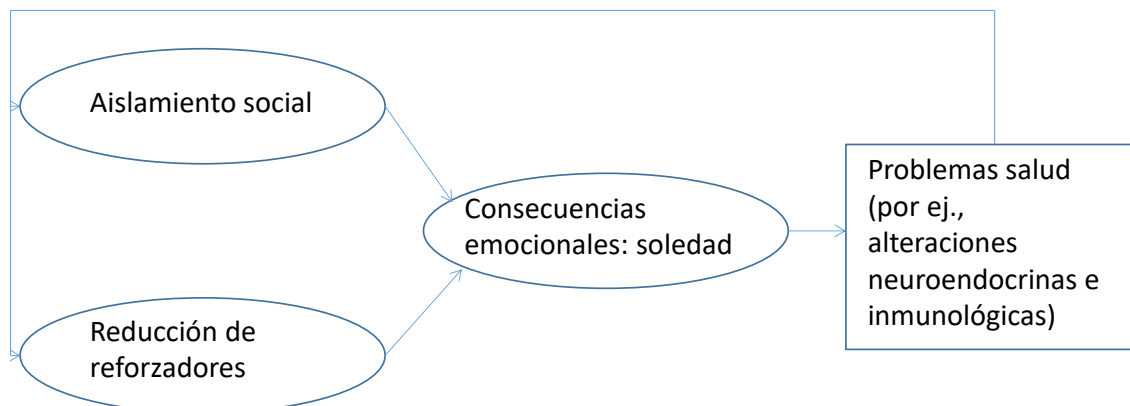 Aislamiento social
Consecuencias
emocionales: soledad
Problemas salud
(por ej.,
alteraciones
neuroendocrinas e
inmunológicas)
Reducción de
reforzadores